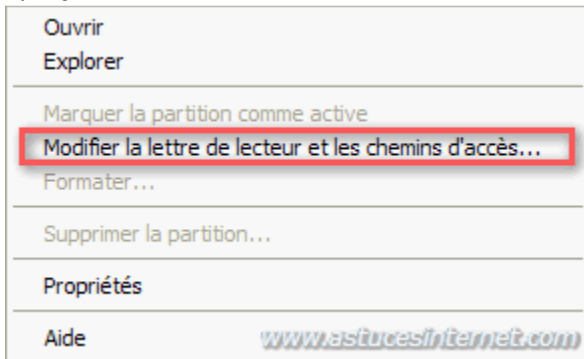 Ouvrir
Explorer
Marquer la partition comme active
Modifier la lettre de lecteur et les chemins d'accès...
Formater...
Supprimer la partition...
Propriétés
Aide
www.astucesinternet.com